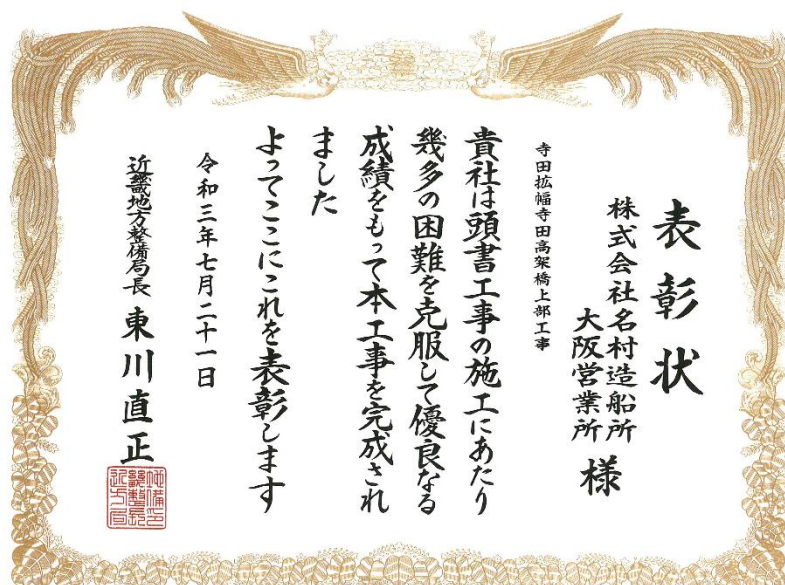 表彰状
株式会社名村造船所
大阪営業所
様
寺田拡幅寺田高架橋上部工事
貴社は頭書工事の施工にあたり
幾多の困難を克服して優良なる
成績をもって本工事を完成され
ました
よってここにこれを表彰します
令和三年七月二十一日
近畿地方整備局長 東川直正